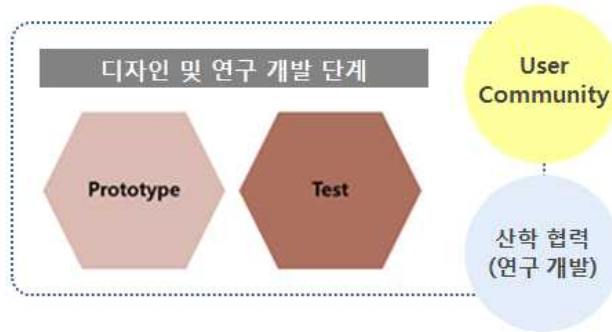 디자인 및 연구 개발 단계
Prototype
Test
User
Community
산학 협력
(연구 개발)